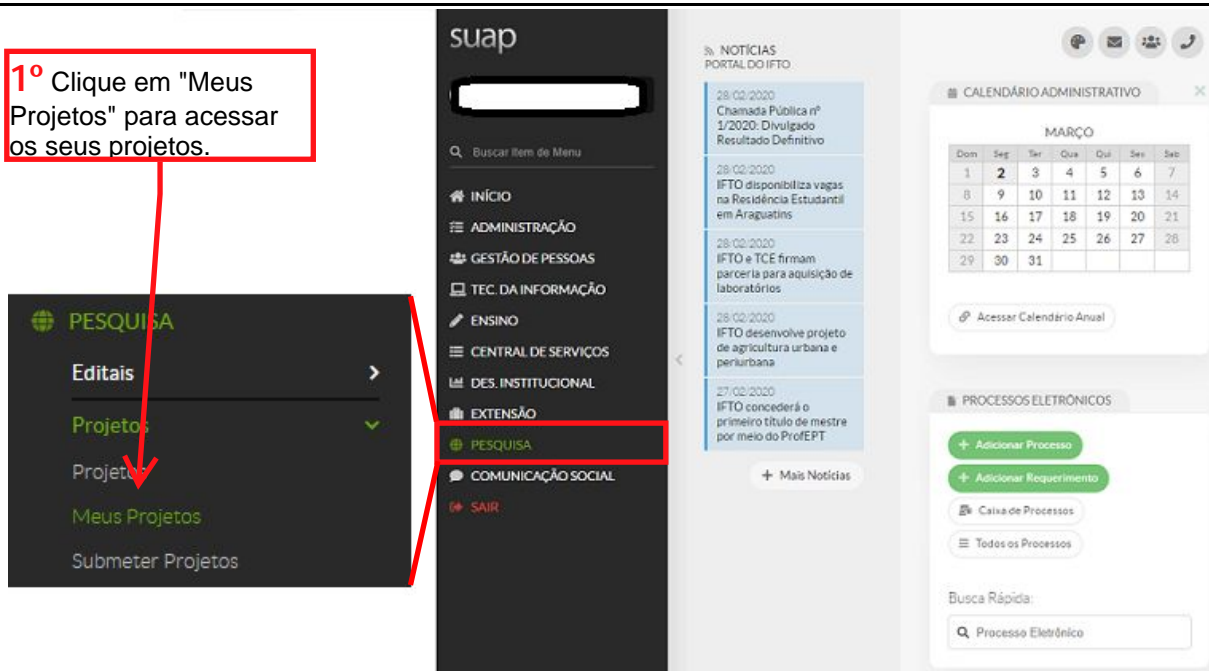 1º Clique em "Meus
Projetos" para acessar
os seus projetos.
PESQUISA
Editais
Projetos
Projetos
Meus Projetos
Submeter Projetos
suap
Buscar Item de Menu
INÍCIO
ADMINISTRAÇÃO
GESTÃO DE PESSOAS
TEC. DA INFORMAÇÃO
ENSINO
CENTRAL DE SERVIÇOS
DES. INSTITUCIONAL
EXTENSÃO
PESQUISA
COMUNICAÇÃO SOCIAL
SAIR
NOTÍCIAS
PORTAL DO IFTO
28/02/2020
Chamada Pública nº
1/2020: Divulgado
Resultado Definitivo
28/02/2020
IFTO disponibiliza vagas
na Residência Estudantil
em Araguatins
28/02/2020
IFTO e TCE firmam
parceria para aquisição de
laboratórios
28/02/2020
IFTO desenvolve projeto
de agricultura urbana e
periurbana
27/02/2020
IFTO concederá o
primeiro título de mestre
por meio do ProfEPT
+ Mais Notícias
CALENDÁRIO ADMINISTRATIVO
MARÇO
Dom Seg Ter Qua Qui Sex Sáb
1 2 3 4 5 6 7
8 9 10 11 12 13 14
15 16 17 18 19 20 21
22 23 24 25 26 27 28
29 30 31
Acessar Calendário Anual
PROCESSOS ELETRÔNICOS
+ Adicionar Processo
+ Adicionar Requerimento
Caixa de Processos
Todos os Processos
Busca Rápida:
Processo Eletrônico